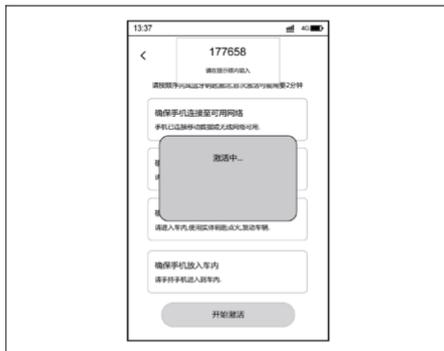 13:37
4G
177658
请在提示框内输入
请按顺序完成蓝牙钥匙激活,首次激活可能需要2分钟
确保手机连接至可用网络
手机已连接移动数据或无线网络可用.
激活中...
请进入车内,使用实体钥匙点火,发动车辆.
确保手机放入车内
请手持手机进入到车内.
开始激活